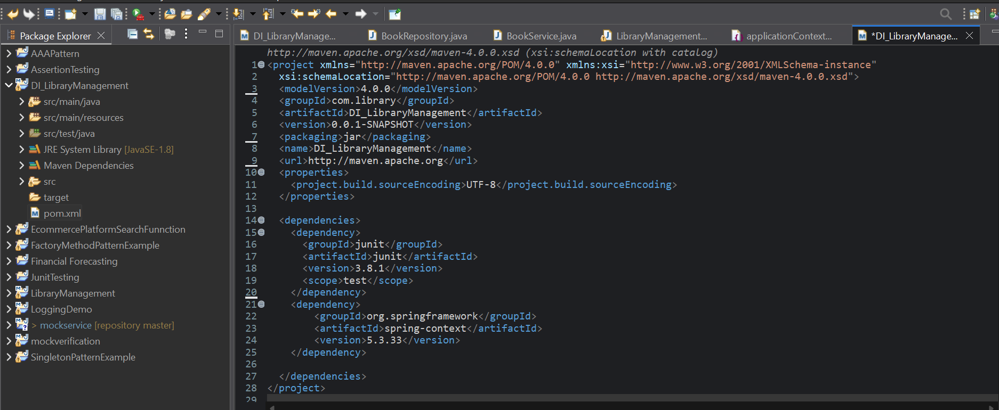 Package Explorer
AAAPattern
AssertionTesting
DI_LibraryManagement
src/main/java
src/main/resources
src/test/java
JRE System Library [JavaSE-1.8]
Maven Dependencies
src
target
pom.xml
EcommercePlatformSearchFunnction
FactoryMethodPatternExample
Financial Forecasting
JunitTesting
LibraryManagement
LoggingDemo
> mockservice [repository master]
mockverification
SingletonPatternExample
DI_LibraryManage...
BookRepository.java
BookService.java
LibraryManagement...
applicationContext...
*DI_LibraryManage...
http://maven.apache.org/xsd/maven-4.0.0.xsd (xsi:schemaLocation with catalog)
1 <project xmlns="http://maven.apache.org/POM/4.0.0" xmlns:xsi="http://www.w3.org/2001/XMLSchema-instance"
2 xsi:schemaLocation="http://maven.apache.org/POM/4.0.0 http://maven.apache.org/xsd/maven-4.0.0.xsd">
3 <modelVersion>4.0.0</modelVersion>
4 <groupId>com.library</groupId>
5 <artifactId>DI_LibraryManagement</artifactId>
6 <version>0.0.1-SNAPSHOT</version>
7 <packaging>jar</packaging>
8 <name>DI_LibraryManagement</name>
9 <url>http://maven.apache.org</url>
10 <properties>
11 <project.build.sourceEncoding>UTF-8</project.build.sourceEncoding>
12 </properties>
13
14 <dependencies>
15 <dependency>
16 <groupId>junit</groupId>
17 <artifactId>junit</artifactId>
18 <version>3.8.1</version>
19 <scope>test</scope>
20 </dependency>
21 <dependency>
22 <groupId>org.springframework</groupId>
23 <artifactId>spring-context</artifactId>
24 <version>5.3.33</version>
25 </dependency>
26
27 </dependencies>
28 </project>
29